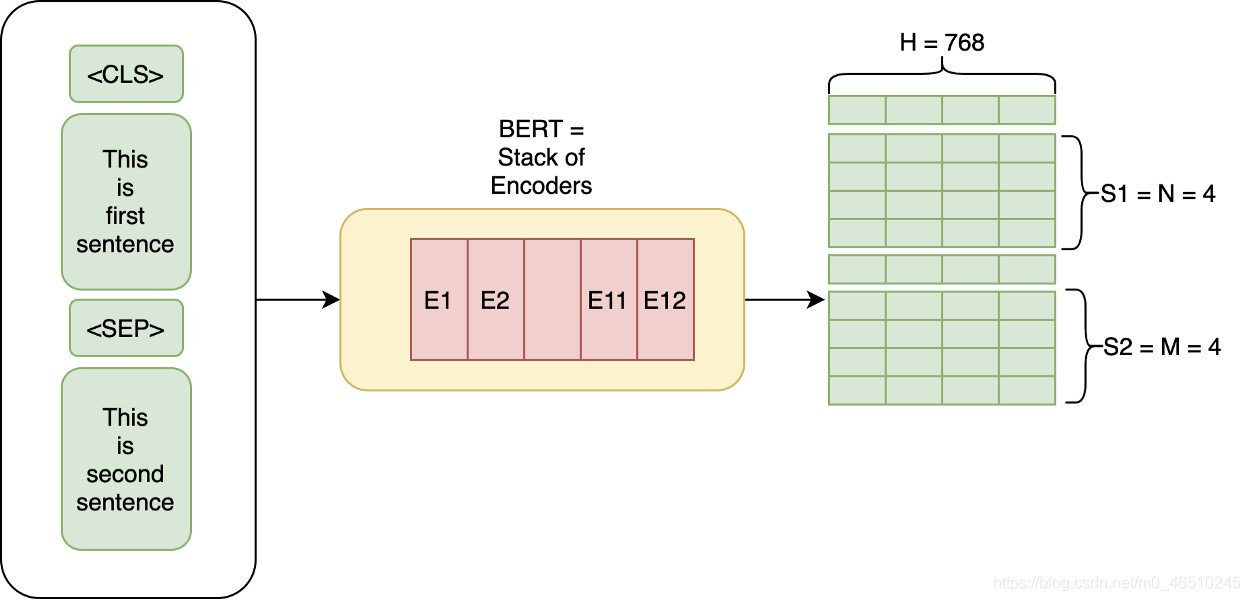 <CLS>
This
is
first
sentence
<SEP>
This
is
second
sentence
BERT =
Stack of
Encoders
E1 E2 E11 E12
H = 768
S1 = N = 4
S2 = M = 4
https://blog.csdn.net/m0_46510245